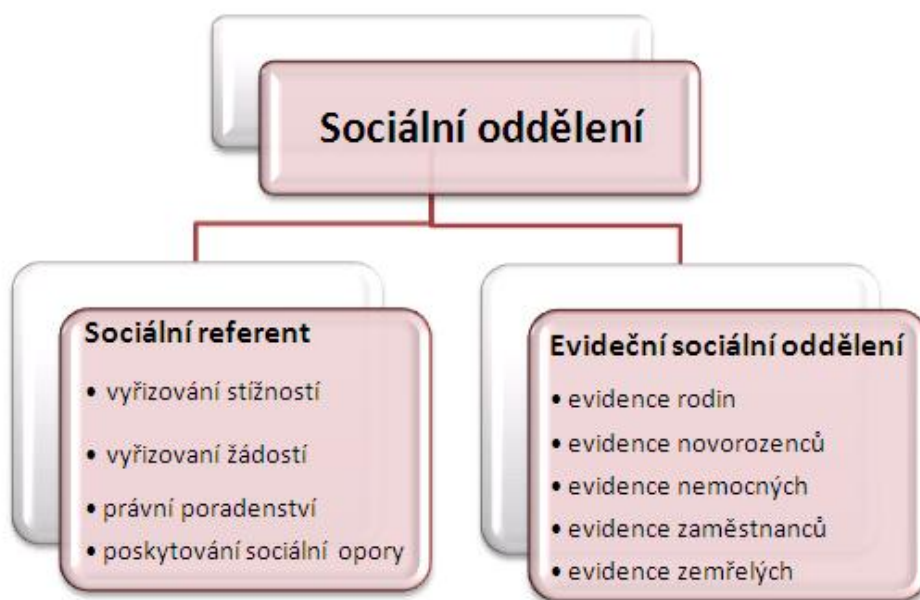 Sociální oddělení
Sociální referent
• vyřizování stížností
• vyřizovaní žádostí
• právní poradenství
• poskytování sociální opory
Evideční sociální oddělení
• evidence rodin
• evidence novorozenců
• evidence nemocných
• evidence zaměstnanců
• evidence zemřelých